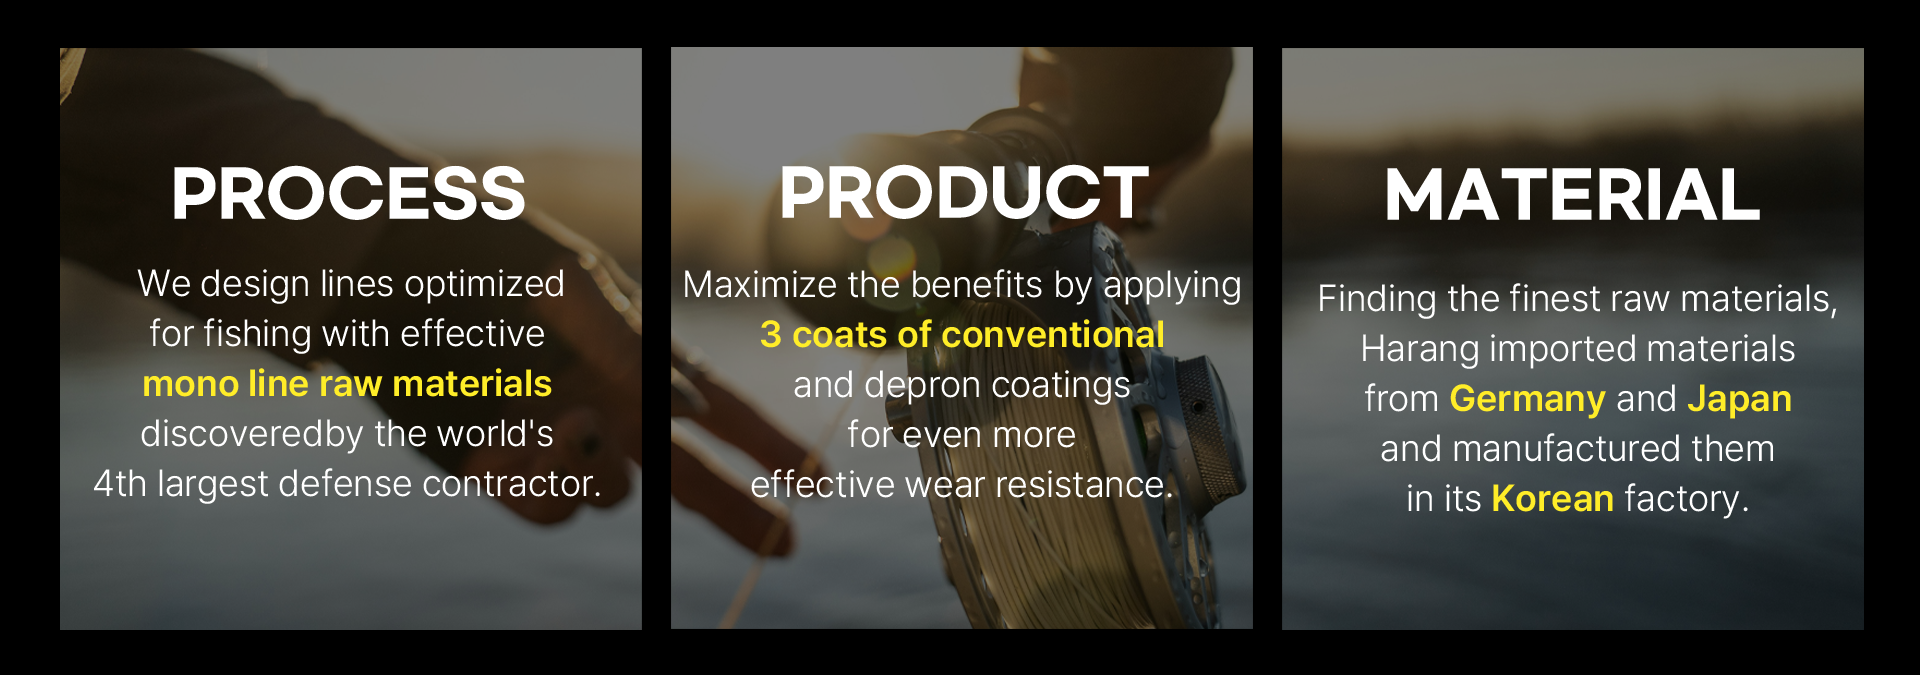 PROCESS
We design lines optimized
for fishing with effective
mono line raw materials
discoveredby the world's
4th largest defense contractor.
PRODUCT
Maximize the benefits by applying
3 coats of conventional
and depron coatings
for even more
effective wear resistance.
MATERIAL
Finding the finest raw materials,
Harang imported materials
from Germany and Japan
and manufactured them
in its Korean factory.